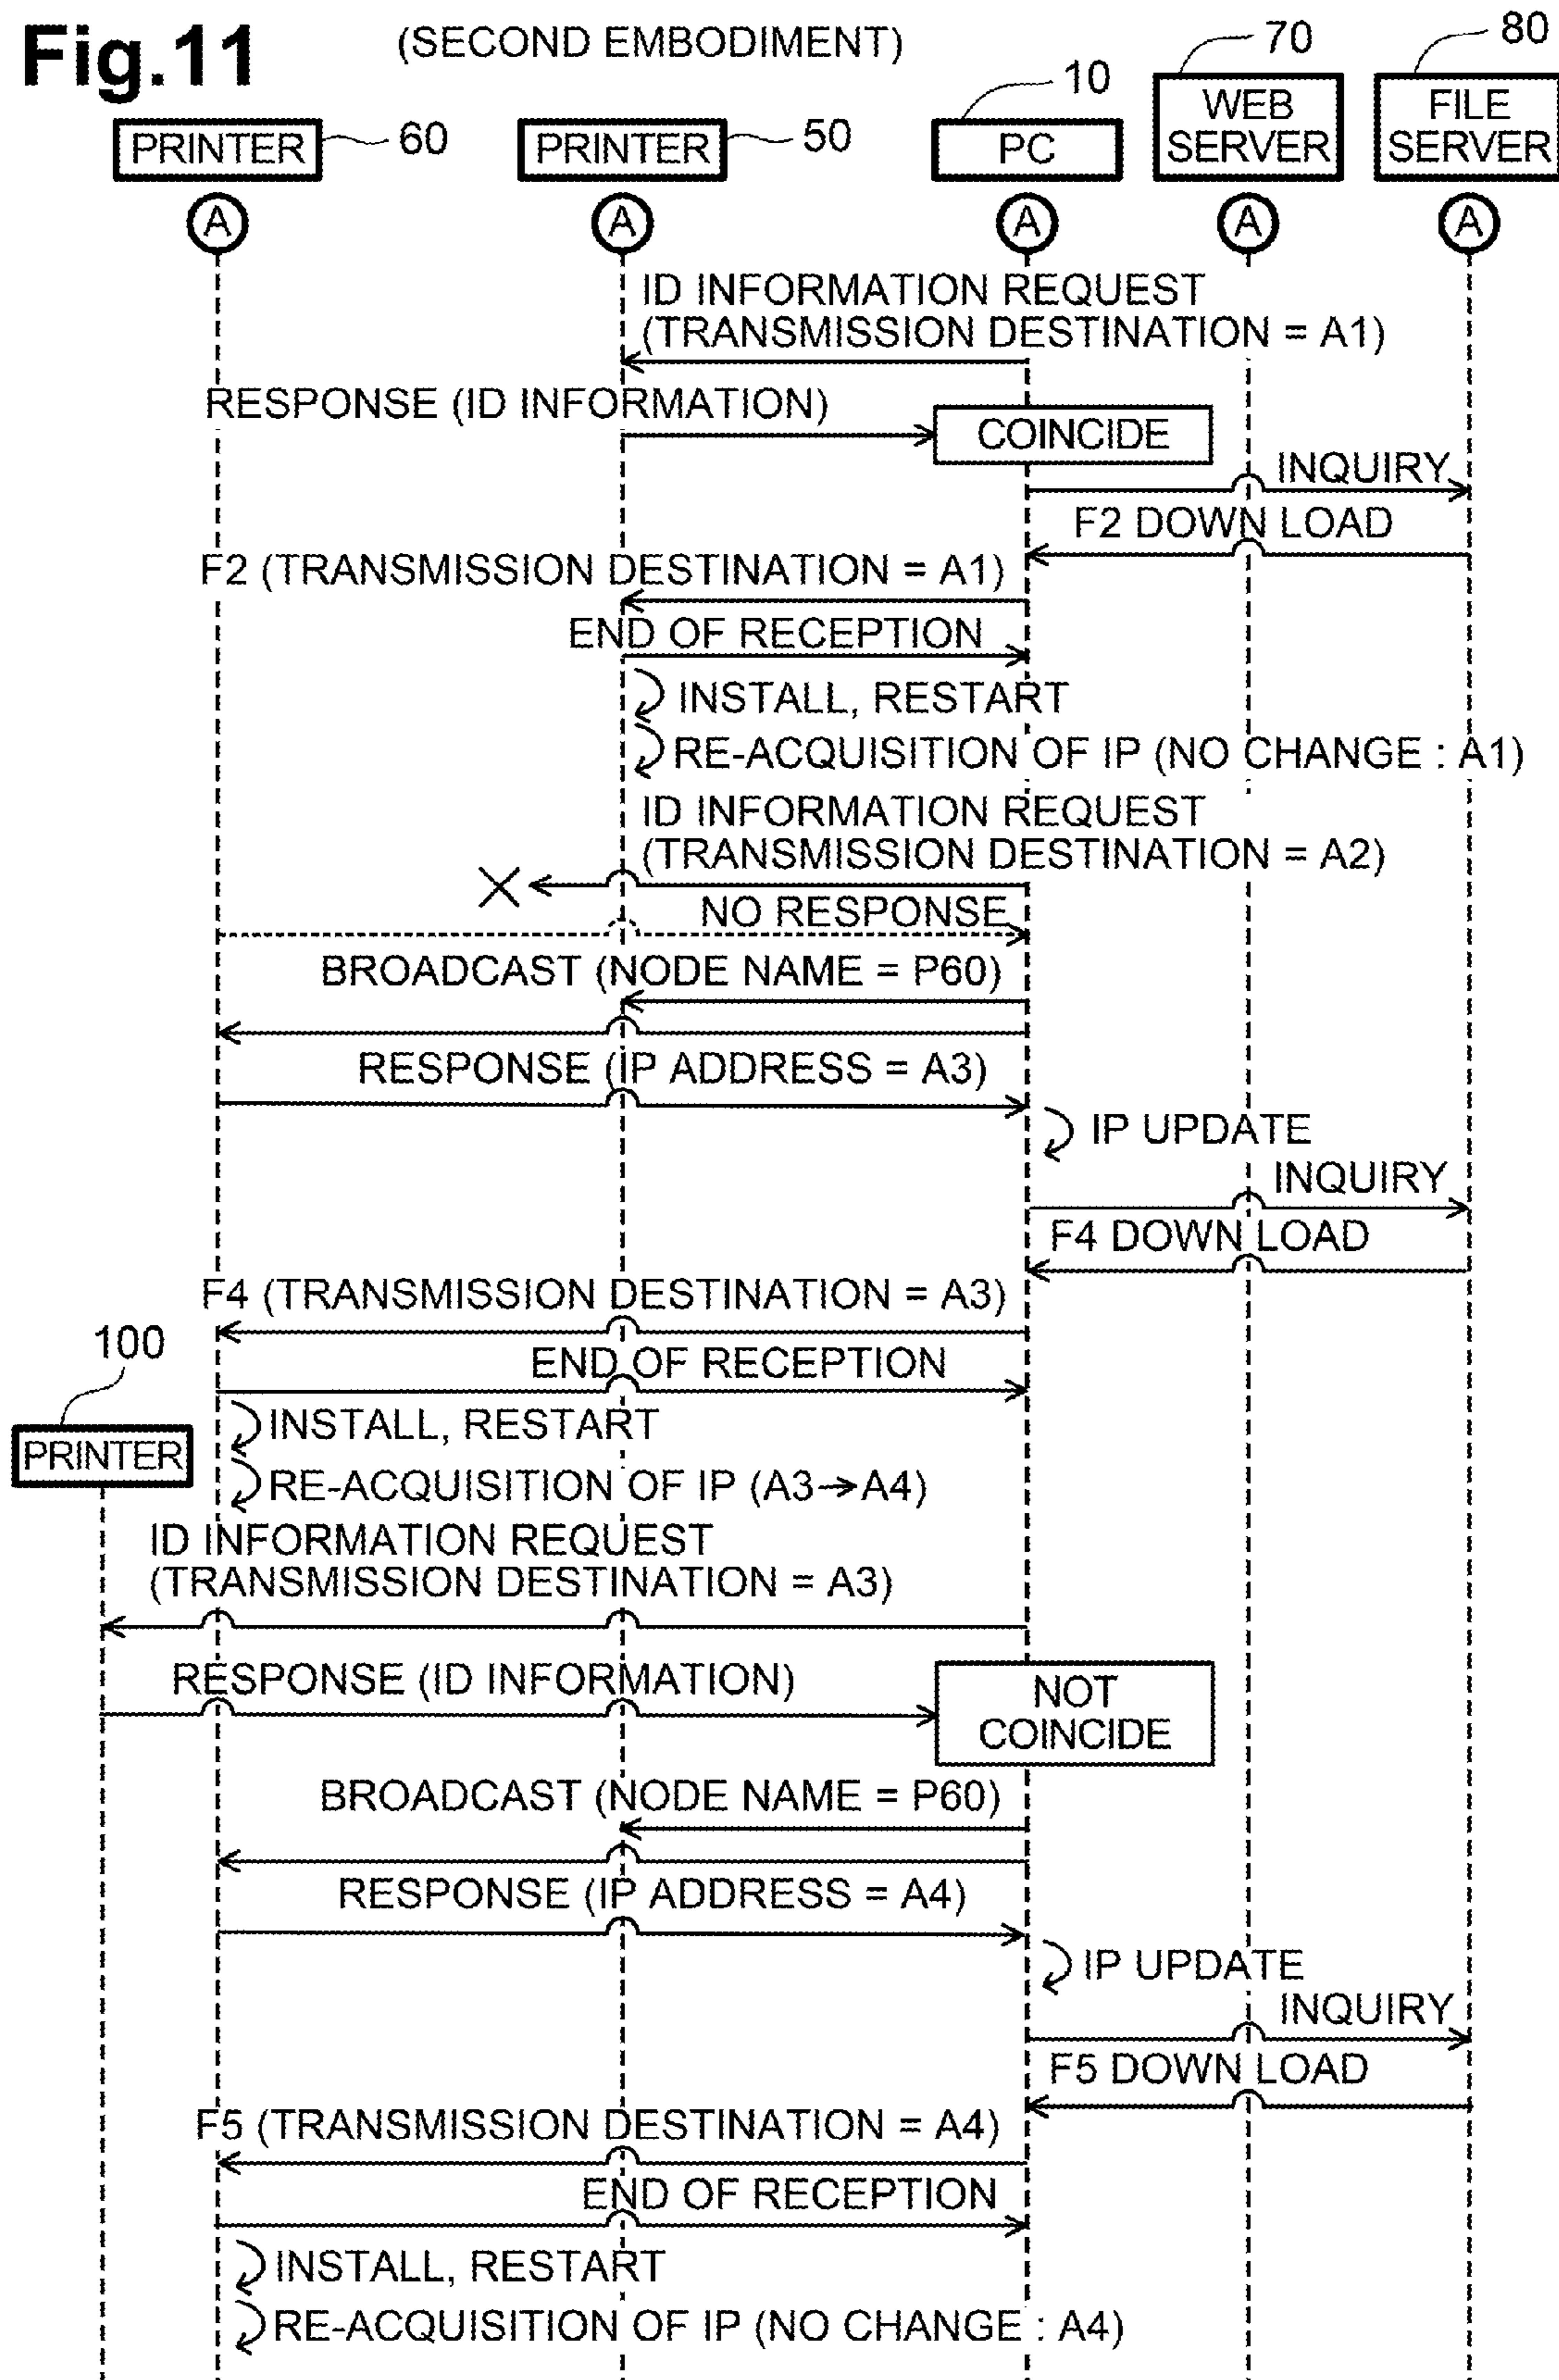 Fig.11
(SECOND EMBODIMENT)
70
80
10
WEB
SERVER
FILE
SERVER
PRINTER
60
PRINTER
50
PC
A
A
A
A
A
ID INFORMATION REQUEST
(TRANSMISSION DESTINATION = A1)
RESPONSE (ID INFORMATION)
COINCIDE
INQUIRY
F2 DOWN LOAD
F2 (TRANSMISSION DESTINATION = A1)
END OF RECEPTION
INSTALL, RESTART
RE-ACQUISITION OF IP (NO CHANGE : A1)
ID INFORMATION REQUEST
(TRANSMISSION DESTINATION = A2)
NO RESPONSE
BROADCAST (NODE NAME = P60)
RESPONSE (IP ADDRESS = A3)
IP UPDATE
INQUIRY
F4 DOWN LOAD
F4 (TRANSMISSION DESTINATION = A3)
100
END OF RECEPTION
INSTALL, RESTART
PRINTER
RE-ACQUISITION OF IP (A3→A4)
ID INFORMATION REQUEST
(TRANSMISSION DESTINATION = A3)
RESPONSE (ID INFORMATION)
NOT
COINCIDE
BROADCAST (NODE NAME = P60)
RESPONSE (IP ADDRESS = A4)
IP UPDATE
INQUIRY
F5 DOWN LOAD
F5 (TRANSMISSION DESTINATION = A4)
END OF RECEPTION
INSTALL, RESTART
RE-ACQUISITION OF IP (NO CHANGE : A4)